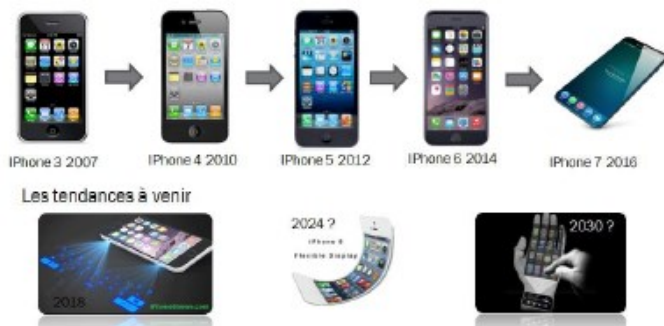 IPhone 3 2007
IPhone 4 2010
IPhone 5 2012
IPhone 6 2014
IPhone 7 2016
Les tendances à venir
2018
2024 ?
Flexible Display
2030 ?